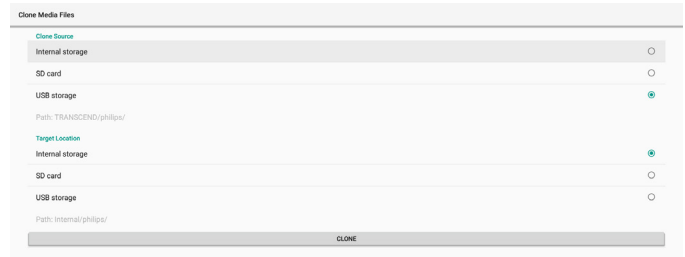 Clone Media Files
Clone Source
Internal storage
SD card
USB storage
Path: TRANSCEND/philips/
Target Location
Internal storage
SD card
USB storage
Path: Internal/philips/
CLONE